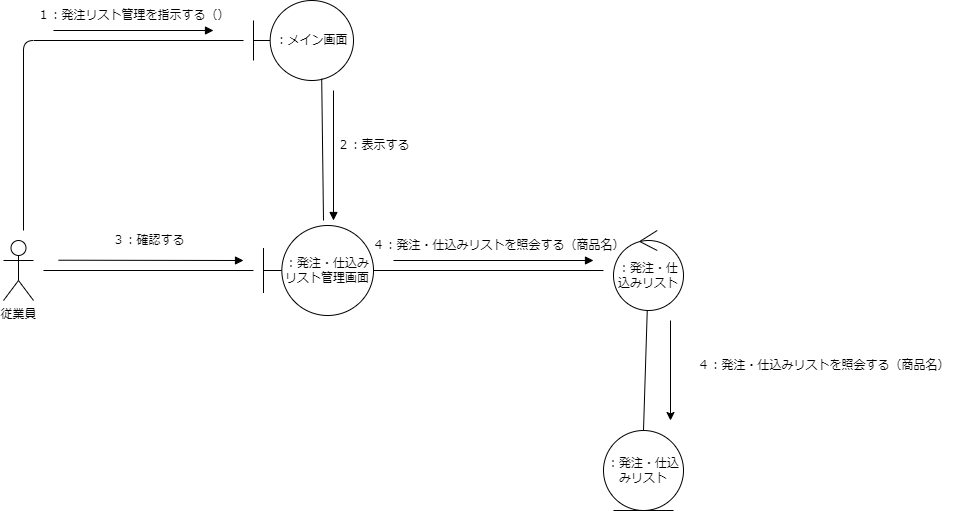 １：発注リスト管理を指示する（）
：メイン画面
２：表示する
３：確認する
４：発注・仕込みリストを照会する（商品名）
：発注・仕込み
リスト管理画面
：発注・仕
込みリスト
従業員
４：発注・仕込みリストを照会する（商品名）
：発注・仕込
みリスト